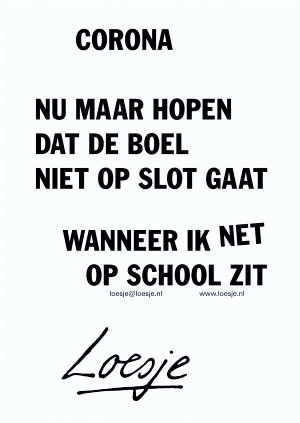 CORONA
NU MAAR HOPEN
DAT DE BOEL
NIET OP SLOT GAAT
WANNEER IK NET
OP SCHOOL ZIT
loesje@loesje.nl www.loesje.nl
Loesje